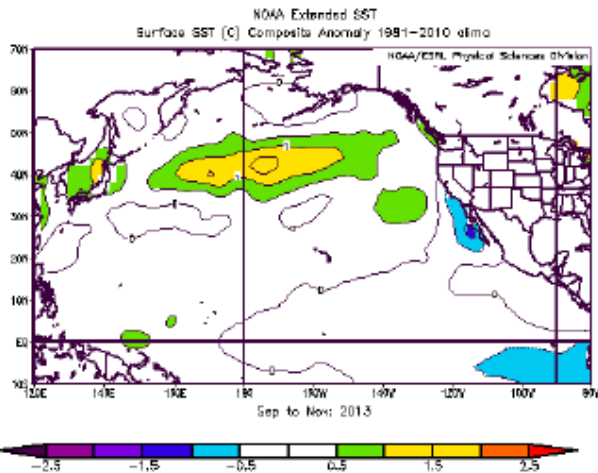 NOAA Extended SST
Surface SST (C) Composite Anomaly 1981-2010 climo
NOAA/ESRL Physical Sciences Division
70N
60N
50N
40N
30N
20N
10N
EQ
10S
120E 140E 160E 180 160W 140W 120W 100W 80W
Sep to Nov: 2013
-2.5 -1.5 -0.5 0.5 1.5 2.5